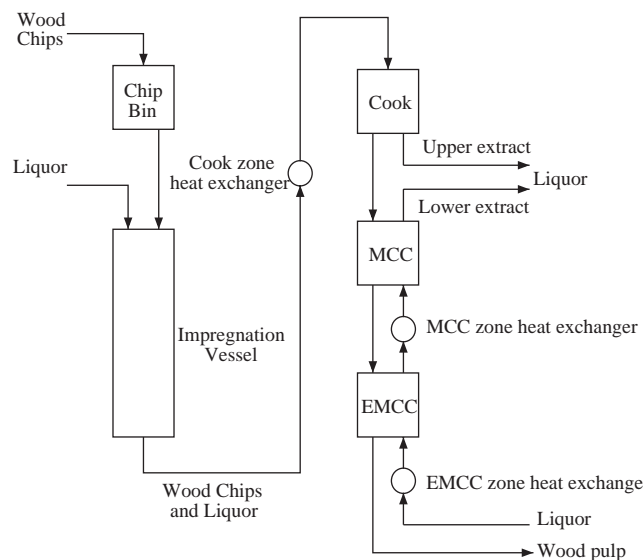 Wood
Chips
Chip
Bin
Liquor
Cook zone
heat exchanger
Impregnation
Vessel
Wood Chips
and Liquor
Cook
Upper extract
Liquor
Lower extract
MCC
MCC zone heat exchanger
EMCC
EMCC zone heat exchange
Liquor
Wood pulp